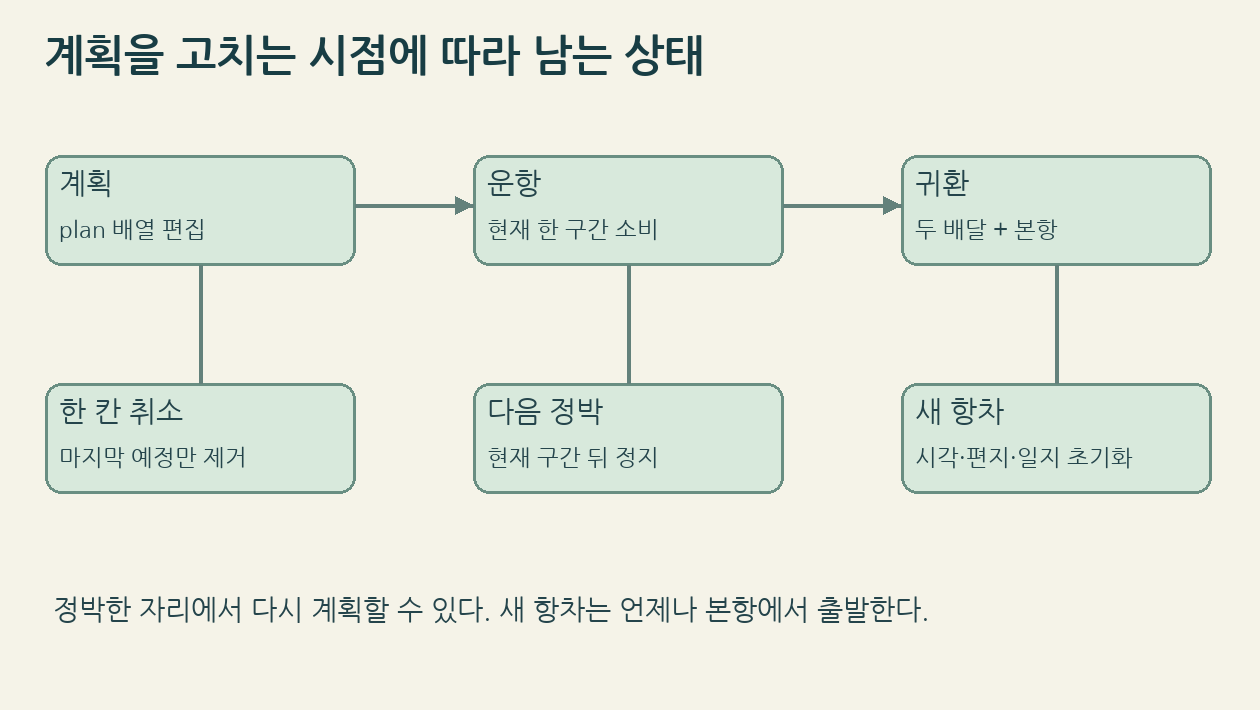 계획을 고치는 시점에 따라 남는 상태
계획
plan 배열 편집
운항
현재 한 구간 소비
귀환
두 배달 + 본항
한 칸 취소
마지막 예정만 제거
다음 정박
현재 구간 뒤 정지
새 항차
시각·편지·일지 초기화
정박한 자리에서 다시 계획할 수 있다. 새 항차는 언제나 본항에서 출발한다.